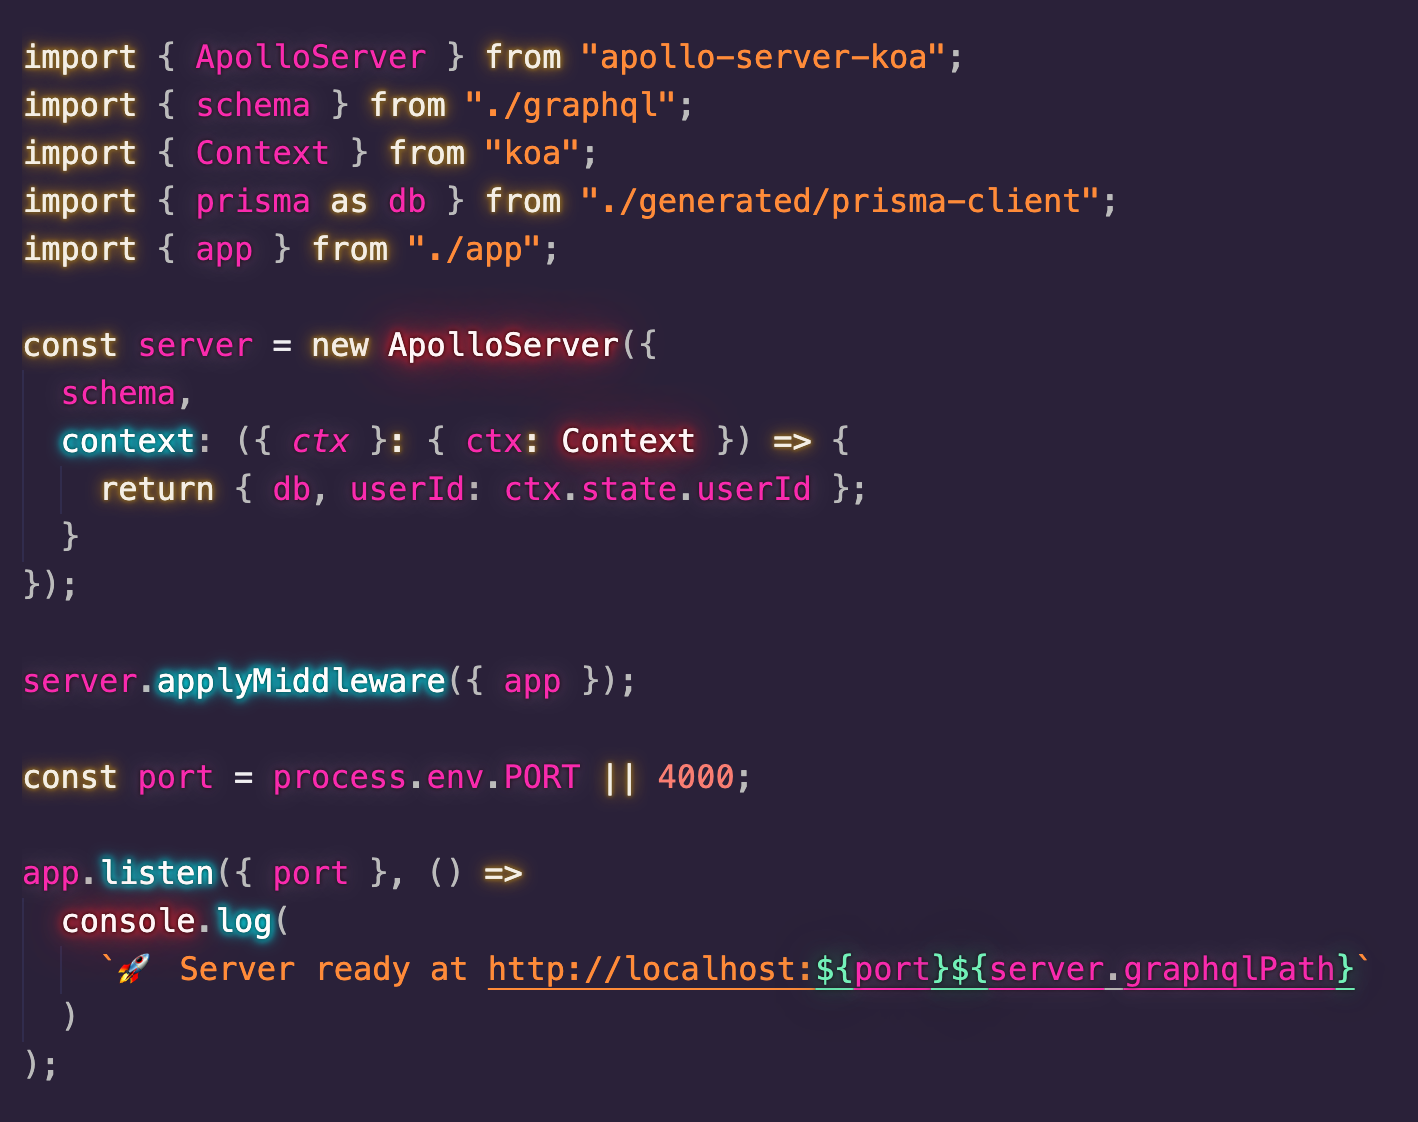 import { ApolloServer } from "apollo-server-koa";
import { schema } from "./graphql";
import { Context } from "koa";
import { prisma as db } from "./generated/prisma-client";
import { app } from "./app";

const server = new ApolloServer({
  schema,
  context: ({ ctx }: { ctx: Context }) => {
    return { db, userId: ctx.state.userId };
  }
});

server.applyMiddleware({ app });

const port = process.env.PORT || 4000;

app.listen({ port }, () =>
  console.log(
    `🚀 Server ready at http://localhost:${port}${server.graphqlPath}`
  )
);